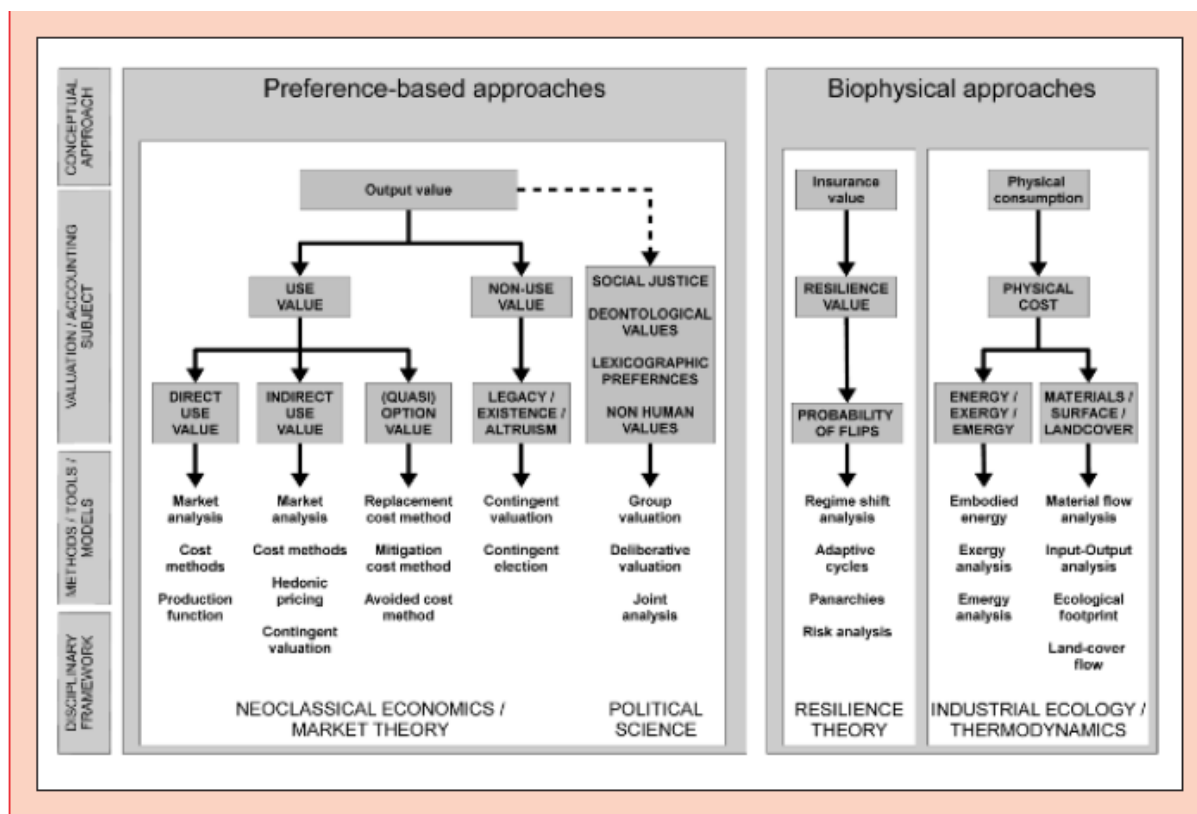 CONCEPTUAL
APPROACH
VALUATION / ACCOUNTING
SUBJECT
METHODS / TOOLS /
MODELS
DISCIPLINARY
FRAMEWORK
Preference-based approaches
Output value
USE
VALUE
NON-USE
VALUE
SOCIAL JUSTICE
DEONTOLOGICAL
VALUES
LEXICOGRAPHIC
PREFERNCES
NON HUMAN
VALUES
DIRECT
USE
VALUE
INDIRECT
USE
VALUE
(QUASI)
OPTION
VALUE
LEGACY /
EXISTENCE /
ALTRUISM
Market
analysis
Cost
methods
Production
function
Market
analysis
Cost methods
Hedonic
pricing
Contingent
valuation
Replacement
cost method
Mitigation
cost method
Avoided cost
method
Contingent
valuation
Contingent
election
Group
valuation
Deliberative
valuation
Joint
analysis
NEOCLASSICAL ECONOMICS /
MARKET THEORY
POLITICAL
SCIENCE
Biophysical approaches
Insurance
value
RESILIENCE
VALUE
PROBABILITY
OF FLIPS
Regime shift
analysis
Adaptive
cycles
Panarchies
Risk analysis
RESILIENCE
THEORY
Physical
consumption
PHYSICAL
COST
ENERGY /
EXERGY /
EMERGY
MATERIALS /
SURFACE /
LANDCOVER
Embodied
energy
Exergy
analysis
Emergy
analysis
Material flow
analysis
Input-Output
analysis
Ecological
footprint
Land-cover
flow
INDUSTRIAL ECOLOGY /
THERMODYNAMICS